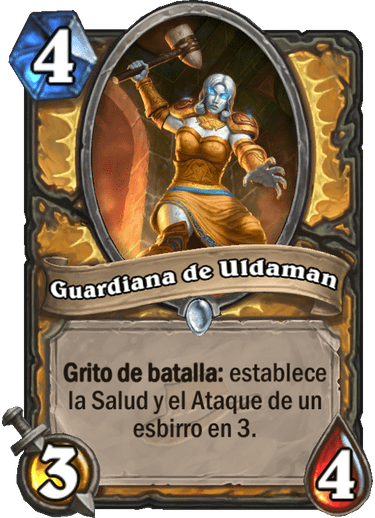 4
Guardiana de Uldaman
Grito de batalla: establece
la Salud y el Ataque de un
esbirro en 3.
3
4